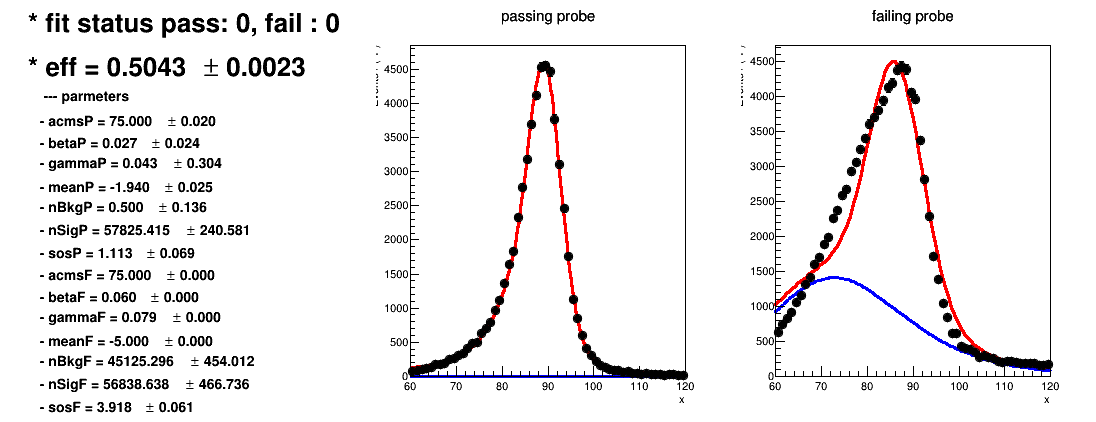 * fit status pass: 0, fail : 0
* eff = 0.5043 ± 0.0023
--- parmeters
- acmsP = 75.000 ± 0.020
- betaP = 0.027 ± 0.024
- gammaP = 0.043 ± 0.304
- meanP = -1.940 ± 0.025
- nBkgP = 0.500 ± 0.136
- nSigP = 57825.415 ± 240.581
- sosP = 1.113 ± 0.069
- acmsF = 75.000 ± 0.000
- betaF = 0.060 ± 0.000
- gammaF = 0.079 ± 0.000
- meanF = -5.000 ± 0.000
- nBkgF = 45125.296 ± 454.012
- nSigF = 56838.638 ± 466.736
- sosF = 3.918 ± 0.061
passing probe
4500
4000
3500
3000
2500
2000
1500
1000
500
0
60 70 80 90 100 110 120
x
failing probe
4500
4000
3500
3000
2500
2000
1500
1000
500
0
60 70 80 90 100 110 120
x